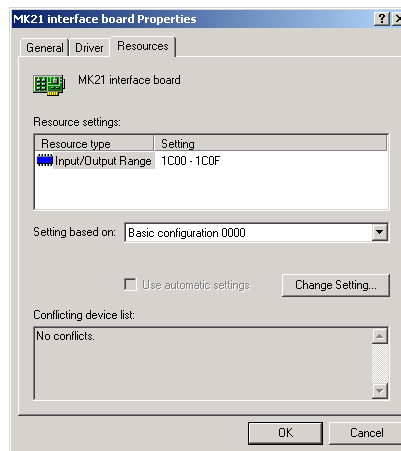 MK21 interface board Properties
General Driver Resources
MK21 interface board
Resource settings:
Resource type Setting
Input/Output Range 1C00 - 1C0F
Setting based on: Basic configuration 0000
Use automatic settings Change Setting...
Conflicting device list:
No conflicts.
OK Cancel